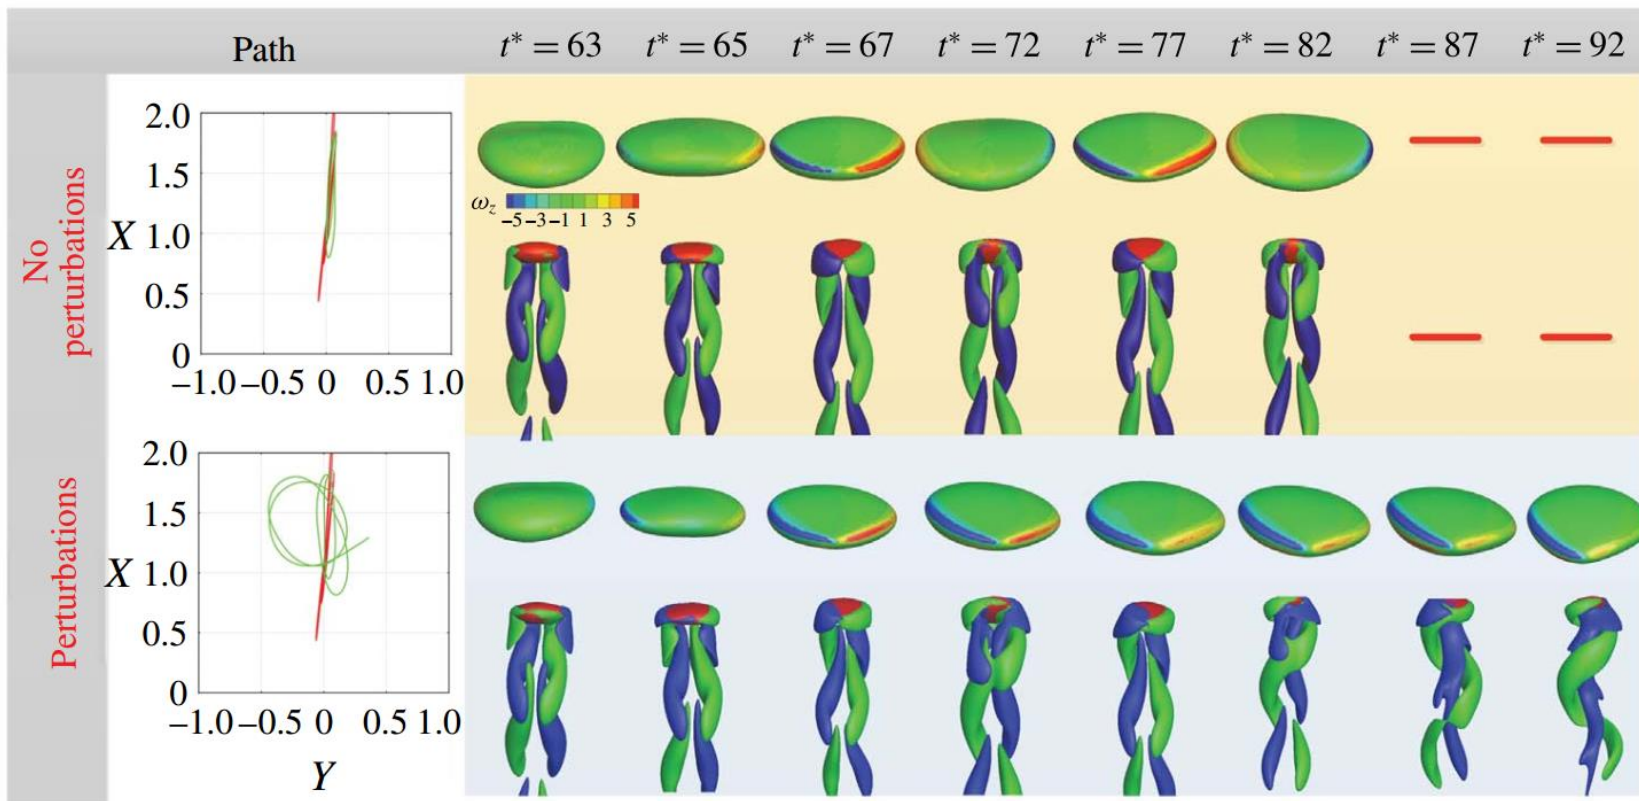 Path t* = 63 t* = 65 t* = 67 t* = 72 t* = 77 t* = 82 t* = 87 t* = 92
No perturbations
X
2.0
1.5
1.0
0.5
0
−1.0 −0.5 0 0.5 1.0
ω_z
−5 −3 −1 1 3 5
Perturbations
X
2.0
1.5
1.0
0.5
0
−1.0 −0.5 0 0.5 1.0
Y